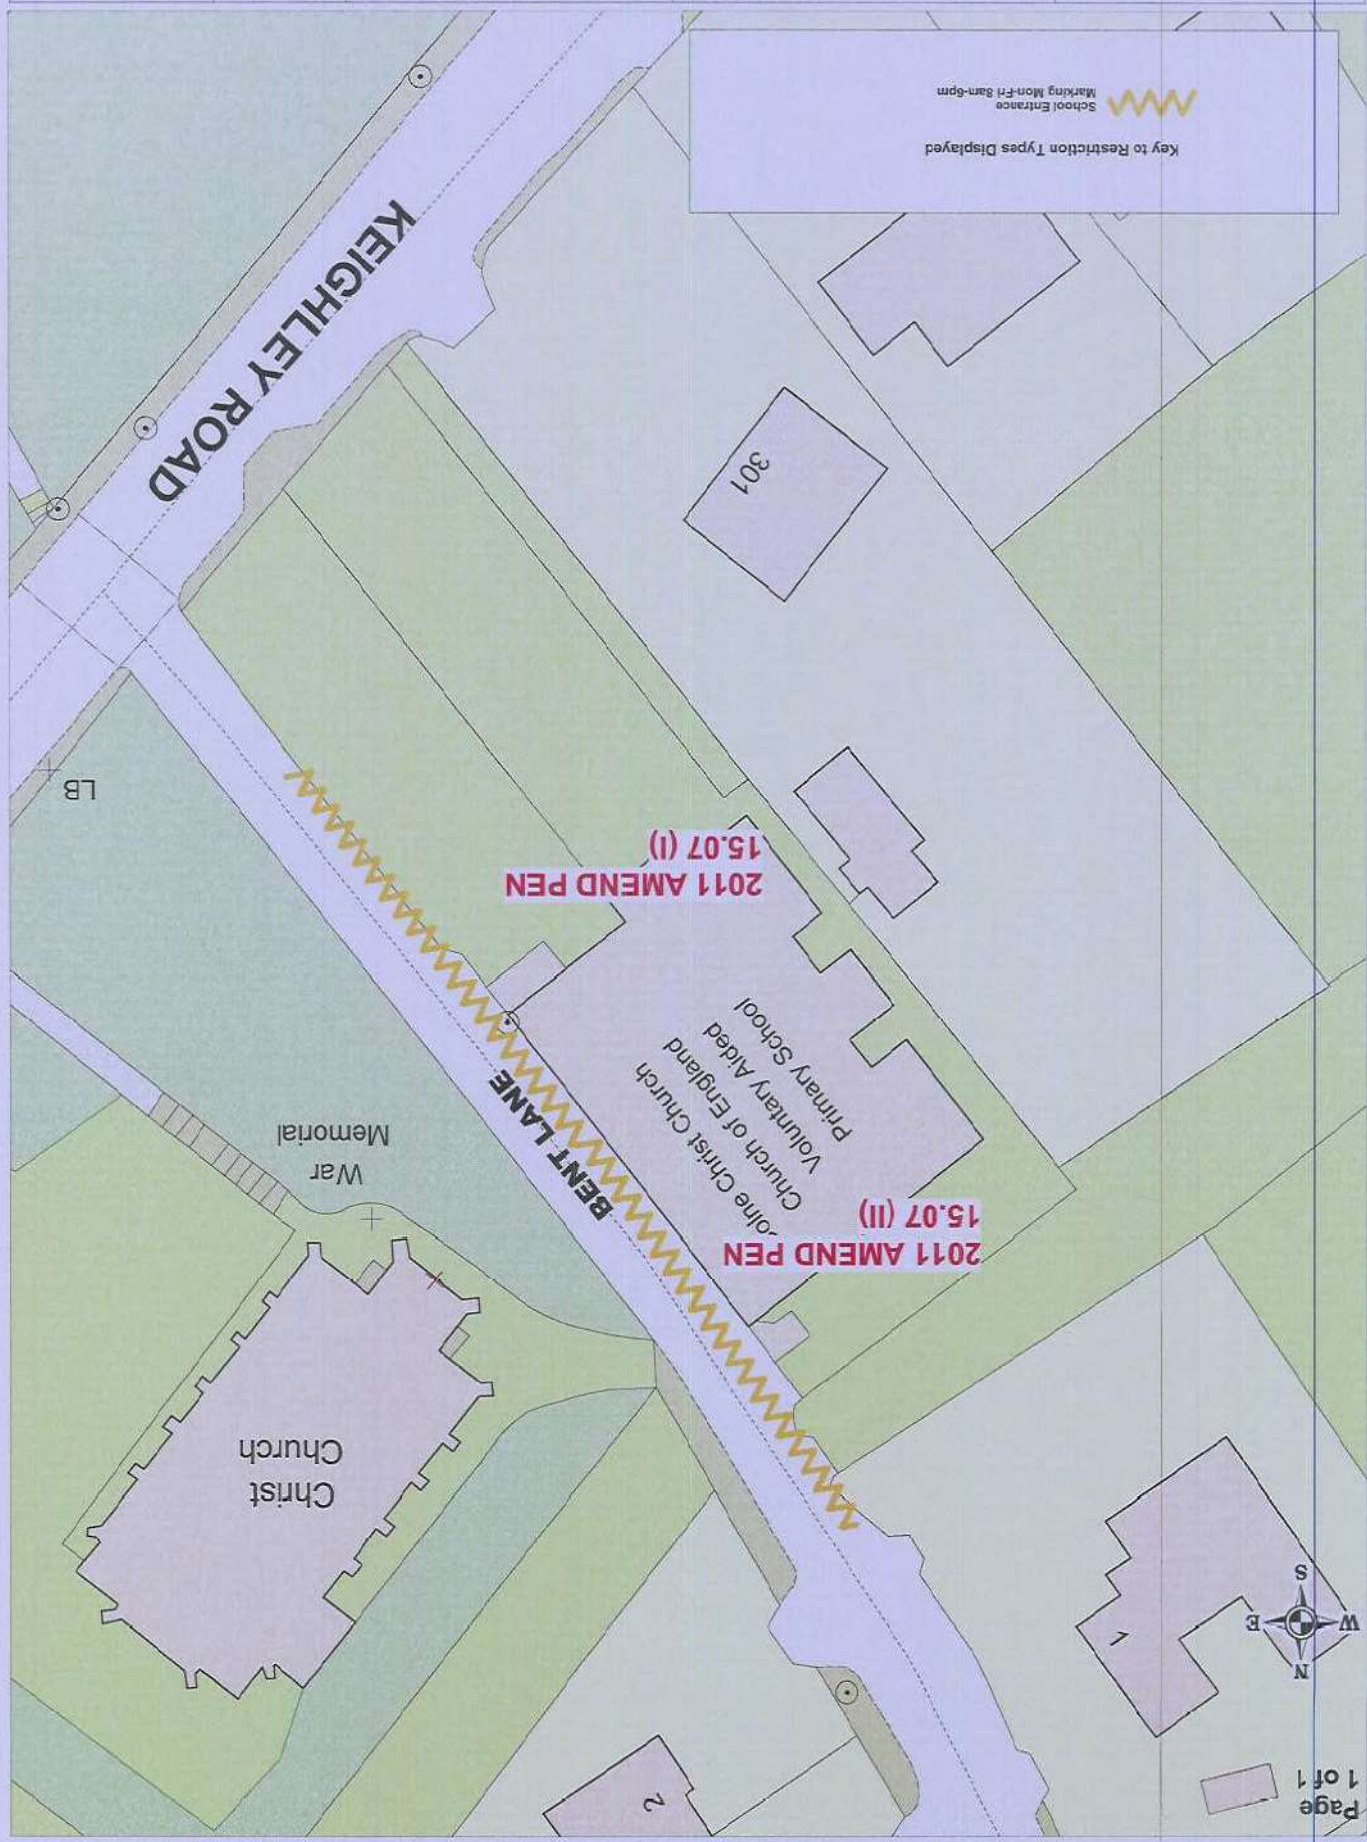 Page
1 of 1
N
W
E
S
2
1
Christ
Church
War
Memorial
BENT LANE
2011 AMEND PEN
15.07 (II)
olne Christ Church
Church of England
Voluntary Aided
Primary School
2011 AMEND PEN
15.07 (I)
LB
301
KEIGHLEY ROAD
Key to Restriction Types Displayed
School Entrance
Marking Mon-Fri 8am-6pm